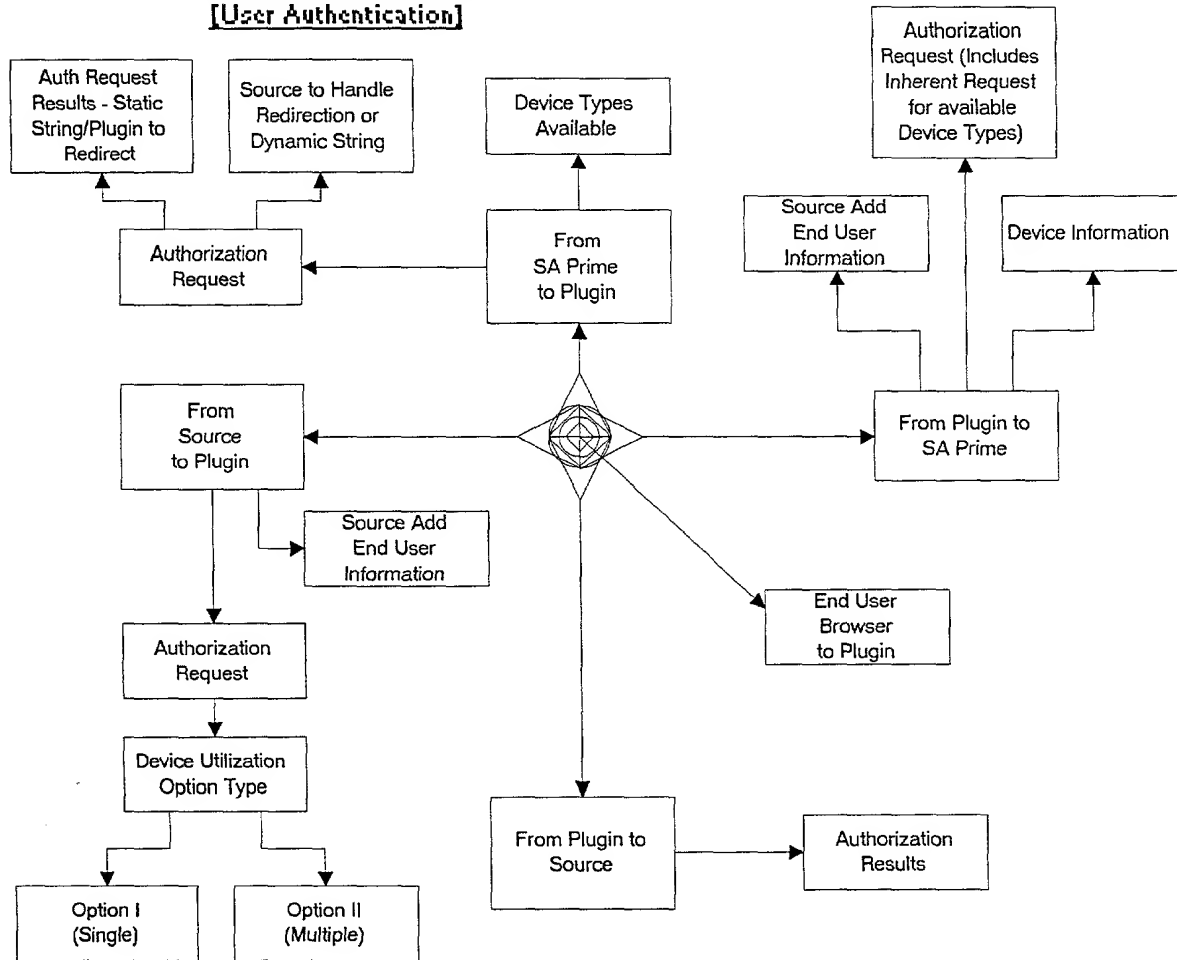 [User Authentication]
Authorization
Request (Includes
Inherent Request
for available
Device Types)
Auth Request
Results - Static
String/Plugin to
Redirect
Source to Handle
Redirection or
Dynamic String
Device Types
Available
Source Add
End User
Information
Device Information
Authorization
Request
From
SA Prime
to Plugin
From
Source
to Plugin
From Plugin to
SA Prime
Source Add
End User
Information
End User
Browser
to Plugin
Authorization
Request
Device Utilization
Option Type
From Plugin to
Source
Authorization
Results
Option I
(Single)
Option II
(Multiple)